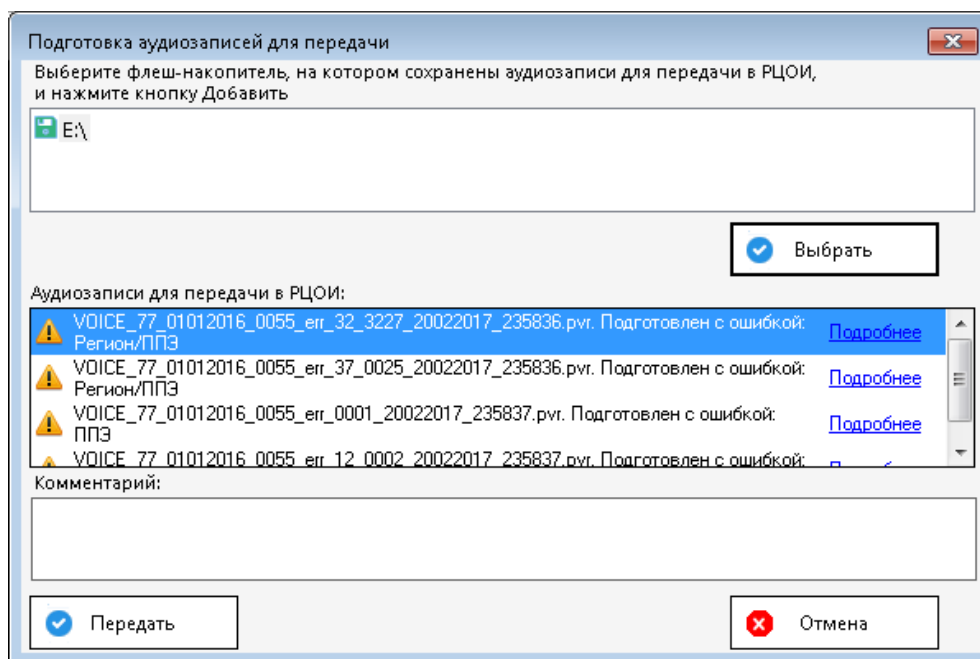 Подготовка аудиозаписей для передачи
Выберите флеш-накопитель, на котором сохранены аудиозаписи для передачи в РЦОИ,
и нажмите кнопку Добавить
E:\
Выбрать
Аудиозаписи для передачи в РЦОИ:
VOICE_77_01012016_0055_err_32_3227_20022017_235836.pvr. Подготовлен с ошибкой: Подробнее
Регион/ППЭ
VOICE_77_01012016_0055_err_37_0025_20022017_235836.pvr. Подготовлен с ошибкой: Подробнее
Регион/ППЭ
VOICE_77_01012016_0055_err_0001_20022017_235837.pvr. Подготовлен с ошибкой: Подробнее
ППЭ
VOICE_77_01012016_0055_err_12_0002_20022017_235837.pvr. Подготовлен с ошибкой:
Комментарий:
Передать Отмена